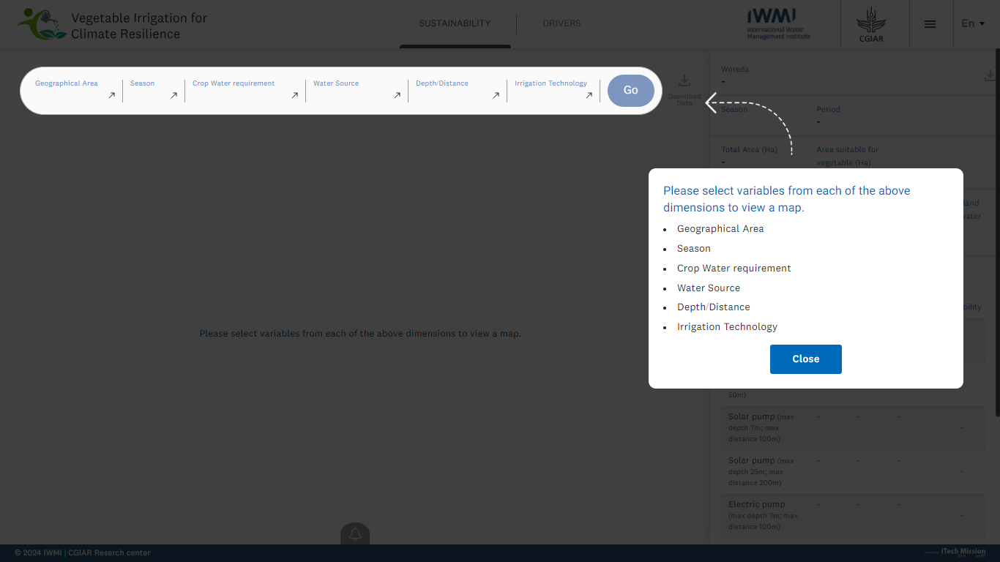 Vegetable Irrigation for
Climate Resilience
SUSTAINABILITY
DRIVERS
IWMI
International Water
Management Institute
CGIAR
En
Geographical Area
Season
Crop Water requirement
Water Source
Depth/Distance
Irrigation Technology
Go
Download
Data
Woreda
-
Season
Period
-
Total Area (Ha)
-
Area suitable for
vegetable (Ha)
land
water
bility
Please select variables from each of the above
dimensions to view a map.
• Geographical Area
• Season
• Crop Water requirement
• Water Source
• Depth/Distance
• Irrigation Technology
Close
Please select variables from each of the above dimensions to view a map.
50m)
Solar pump (max - - -
depth 7m; max -
distance 100m)
Solar pump (max - - -
depth 25m; max -
distance 200m)
Electric pump - - -
(max depth 7m; max -
distance 100m)
© 2024 IWMI | CGIAR Reserch center
iTech Mission